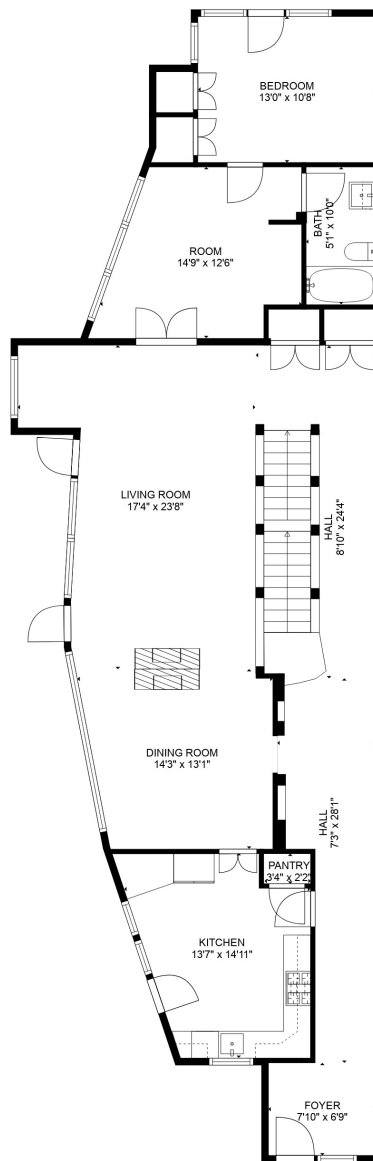 BEDROOM
13'0" x 10'8"
BATH
5'1" x 10'0"
ROOM
14'9" x 12'6"
LIVING ROOM
17'4" x 23'8"
HALL
8'10" x 24'4"
DINING ROOM
14'3" x 13'1"
HALL
7'3" x 28'1"
PANTRY
3'4" x 2'2"
KITCHEN
13'7" x 14'11"
FOYER
7'10" x 6'9"